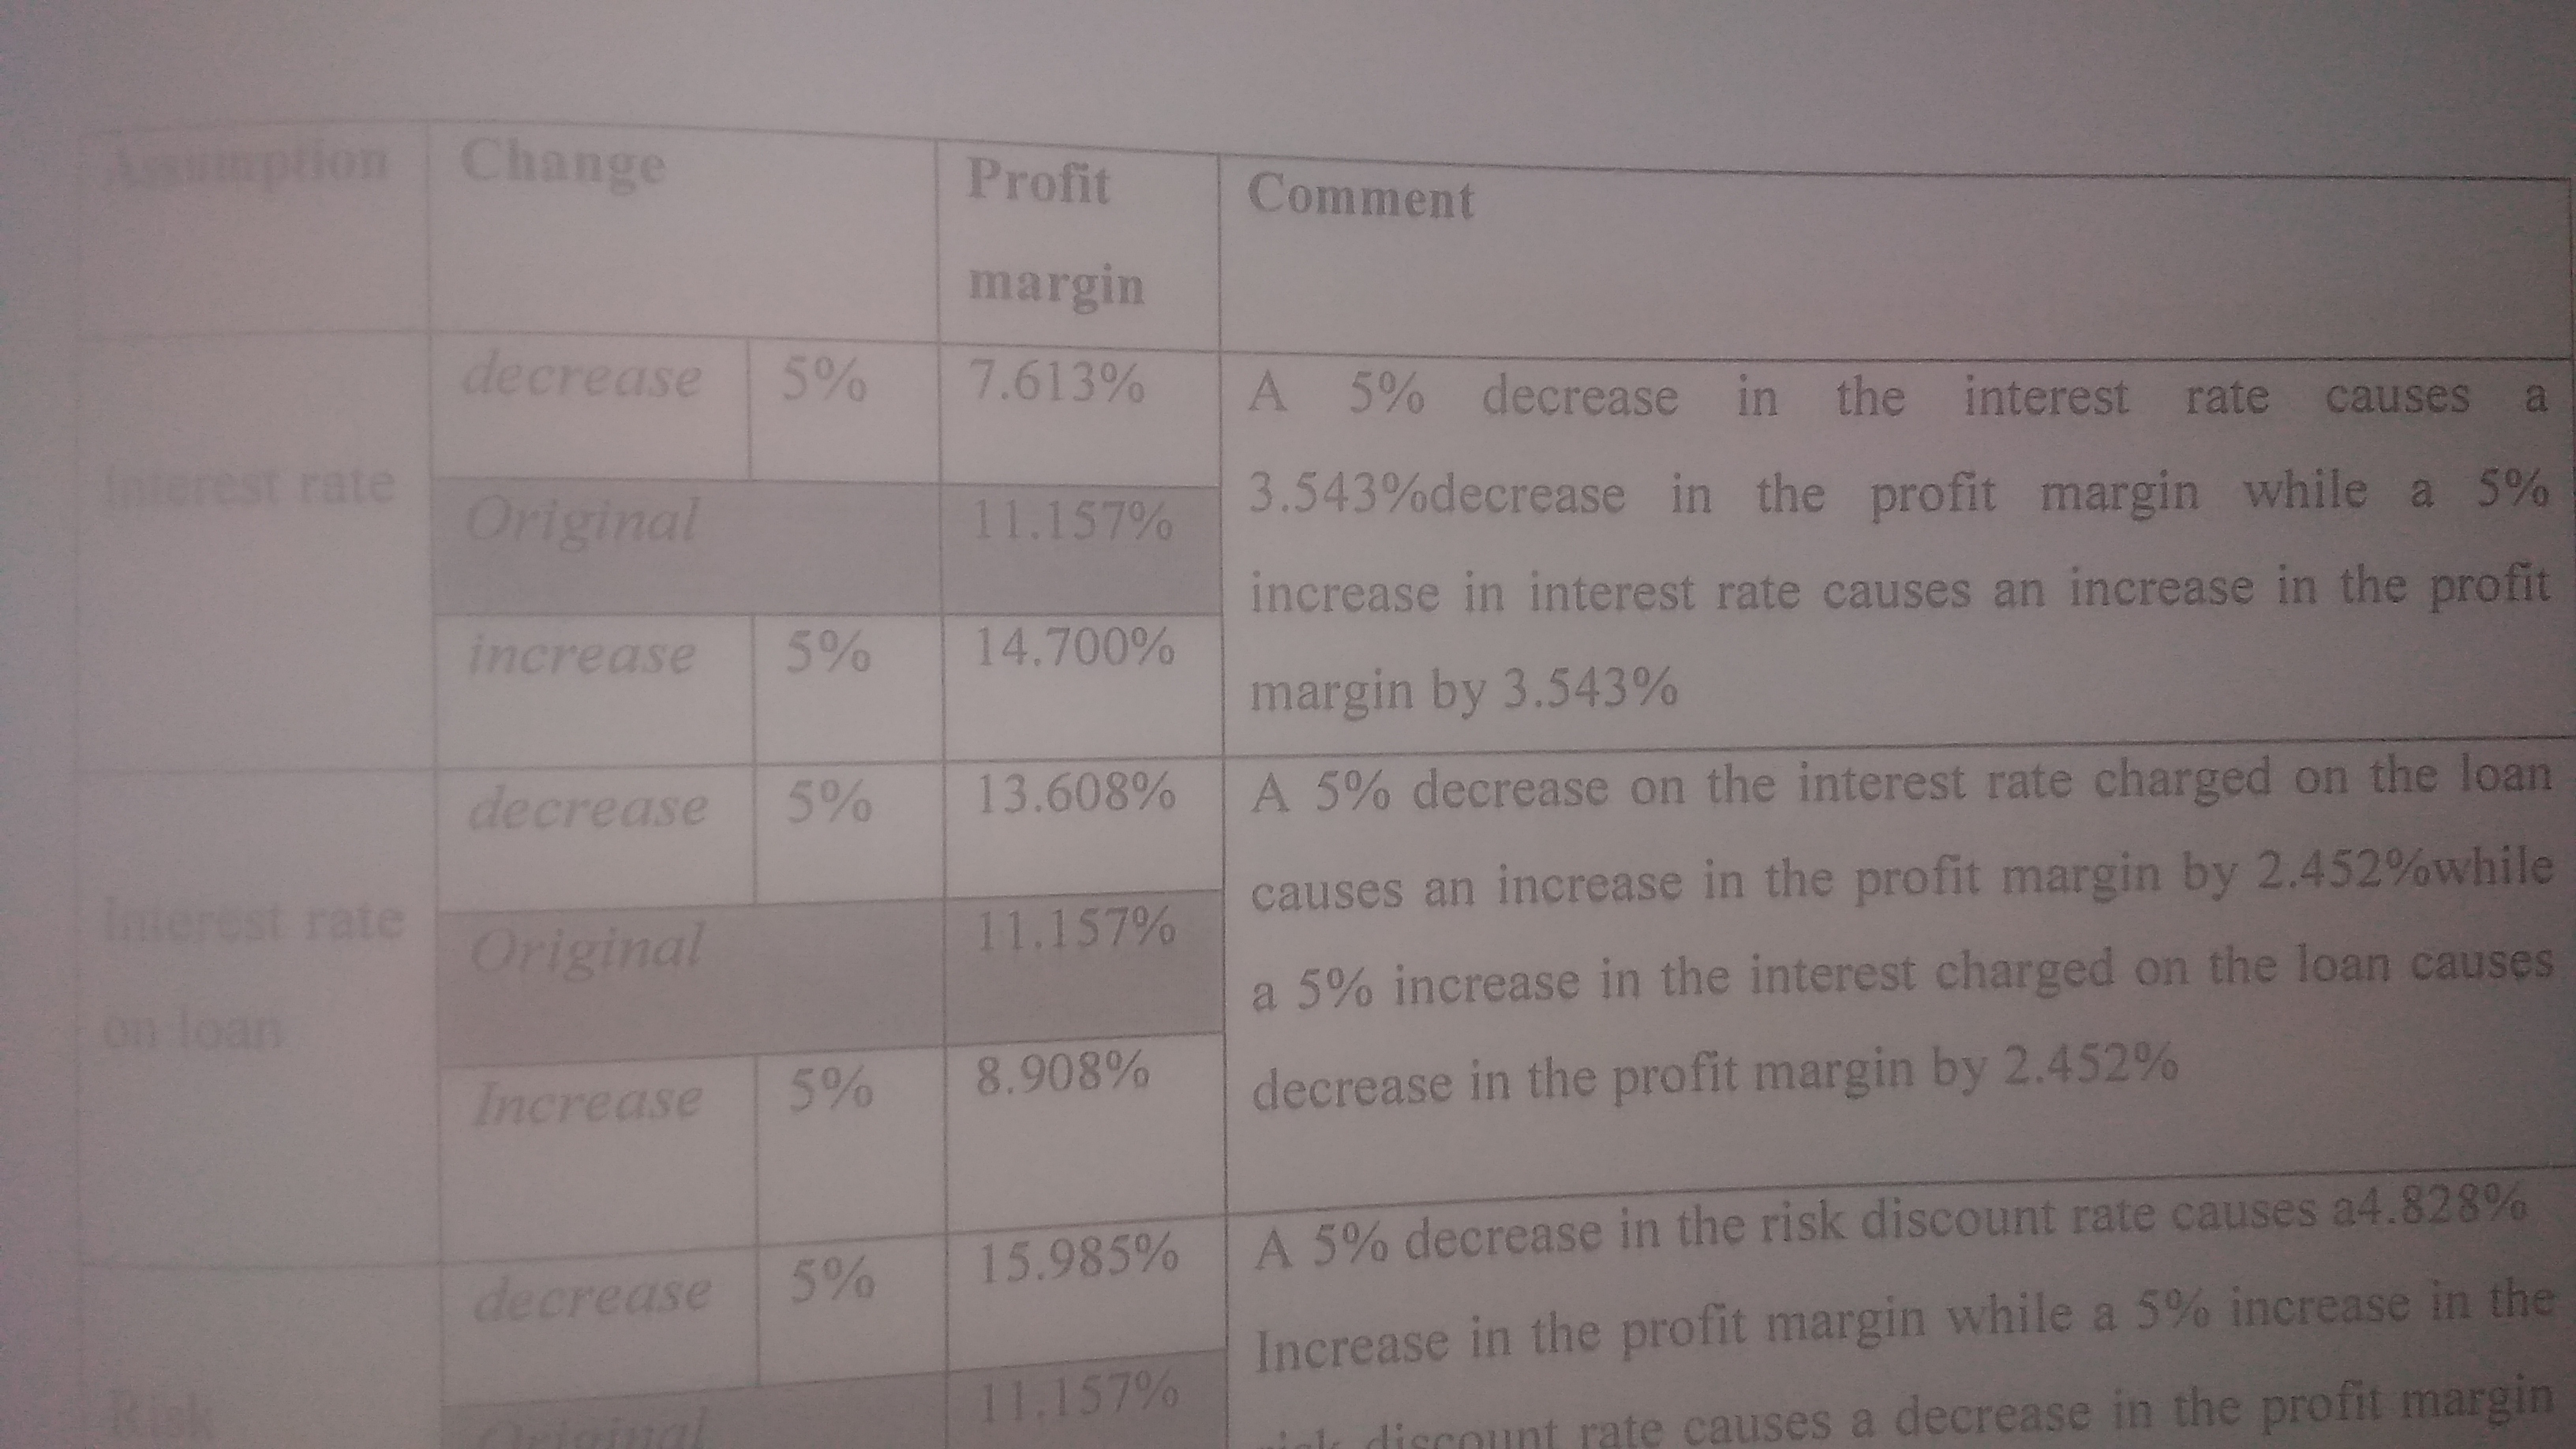 Assumption Change Profit margin Comment
Interest rate
decrease 5% 7.613%
Original 11.157%
increase 5% 14.700%
A 5% decrease in the interest rate causes a
3.543%decrease in the profit margin while a 5%
increase in interest rate causes an increase in the profit
margin by 3.543%
Interest rate
on loan
decrease 5% 13.608%
Original 11.157%
Increase 5% 8.908%
A 5% decrease on the interest rate charged on the loan
causes an increase in the profit margin by 2.452%while
a 5% increase in the interest charged on the loan causes
decrease in the profit margin by 2.452%
Risk
decrease 5% 15.985%
Original 11.157%
A 5% decrease in the risk discount rate causes a4.828%
Increase in the profit margin while a 5% increase in the
risk discount rate causes a decrease in the profit margin